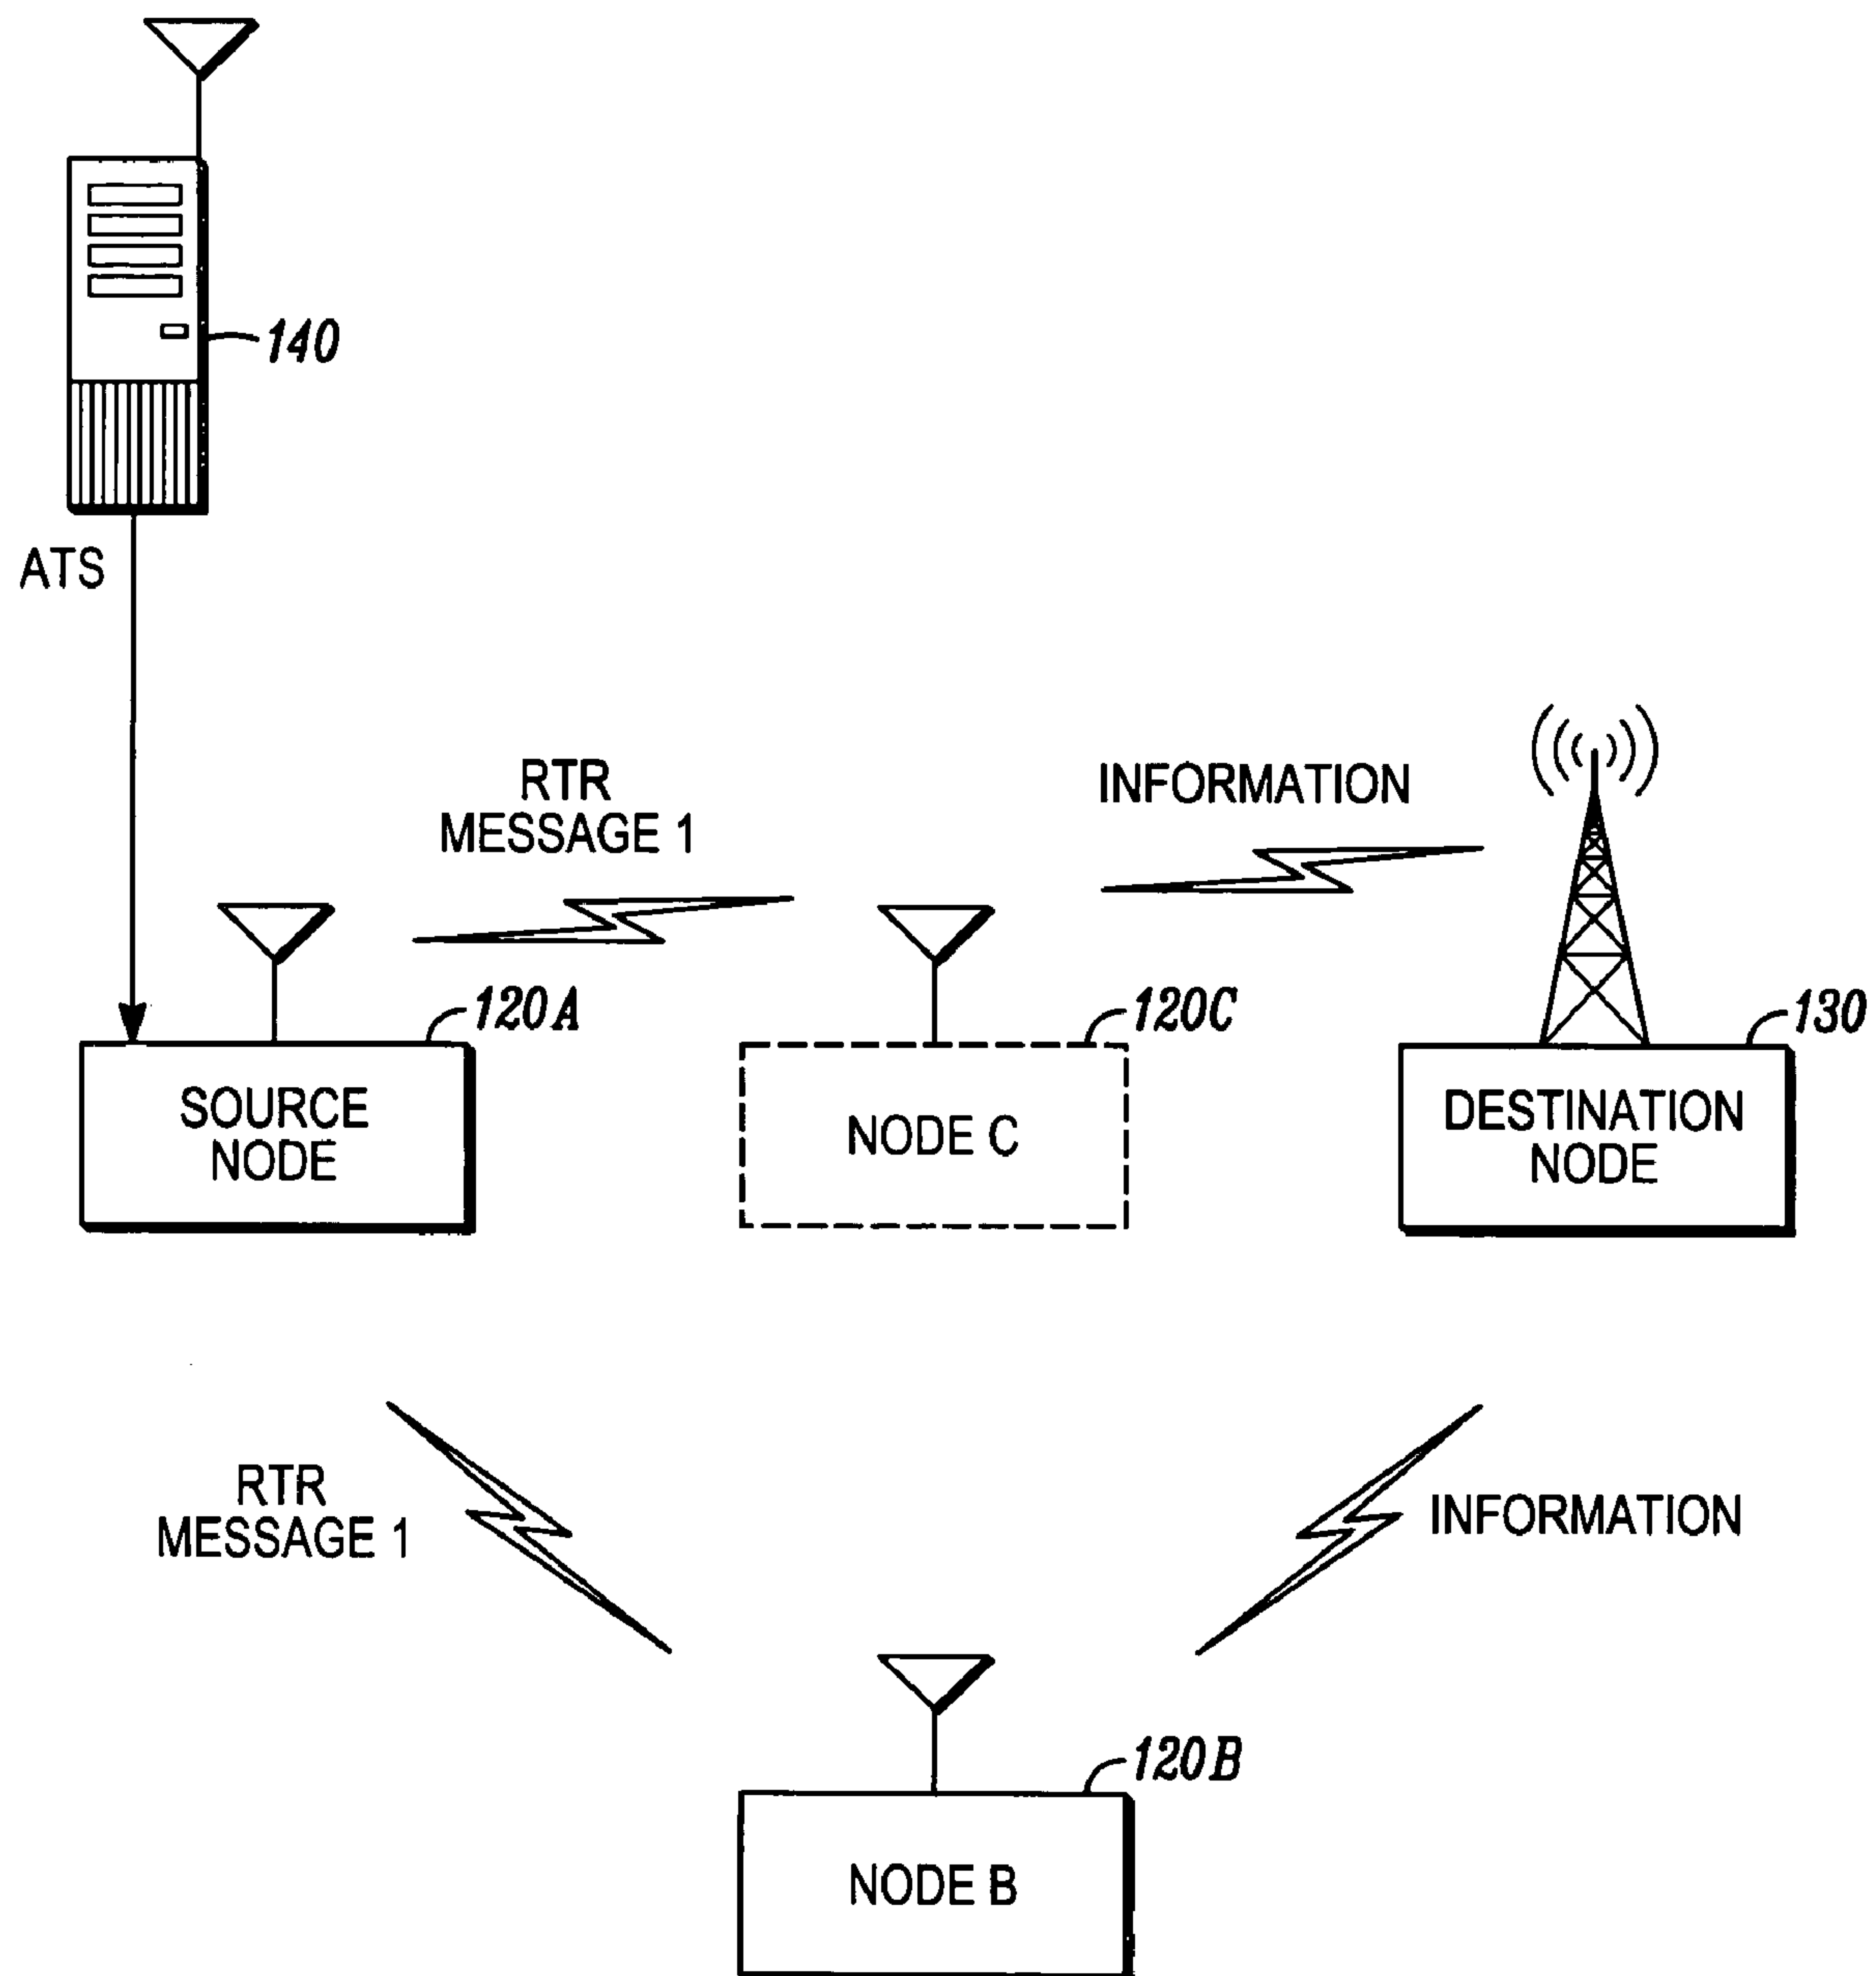 140
ATS
RTR
MESSAGE 1
INFORMATION
120A
120C
130
SOURCE
NODE
NODE C
DESTINATION
NODE
RTR
MESSAGE 1
INFORMATION
120B
NODE B